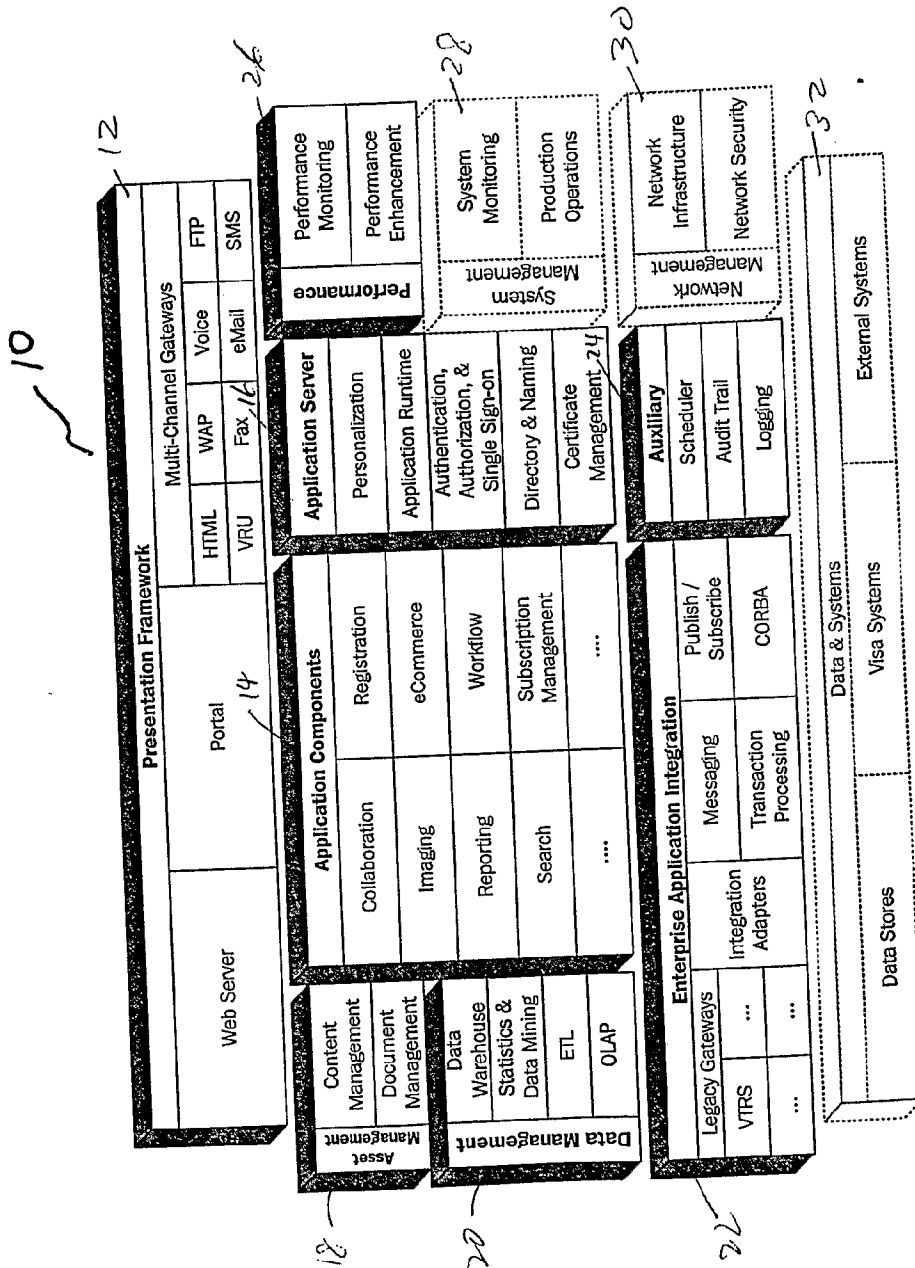 10
12
Presentation Framework
Web Server
Portal
Multi-Channel Gateways
HTML
WAP
Voice
FTP
VRU
Fax
eMail
SMS
18
Asset
Management
Content
Management
Document
Management
20
Data Management
Data
Warehouse
Statistics &
Data Mining
ETL
OLAP
14
Application Components
Collaboration
Registration
Imaging
eCommerce
Reporting
Workflow
Search
Subscription
Management
....
....
16
Application Server
Personalization
Application Runtime
Authentication,
Authorization, &
Single Sign-on
Directory & Naming
Certificate
Management
26
Performance
Performance
Monitoring
Performance
Enhancement
28
System
Management
System
Monitoring
Production
Operations
22
Enterprise Application Integration
Legacy Gateways
VTRS
...
...
...
Integration
Adapters
Messaging
Publish /
Subscribe
Transaction
Processing
CORBA
24
Auxiliary
Scheduler
Audit Trail
Logging
30
Network
Management
Network
Infrastructure
Network Security
32
Data & Systems
Data Stores
Visa Systems
External Systems